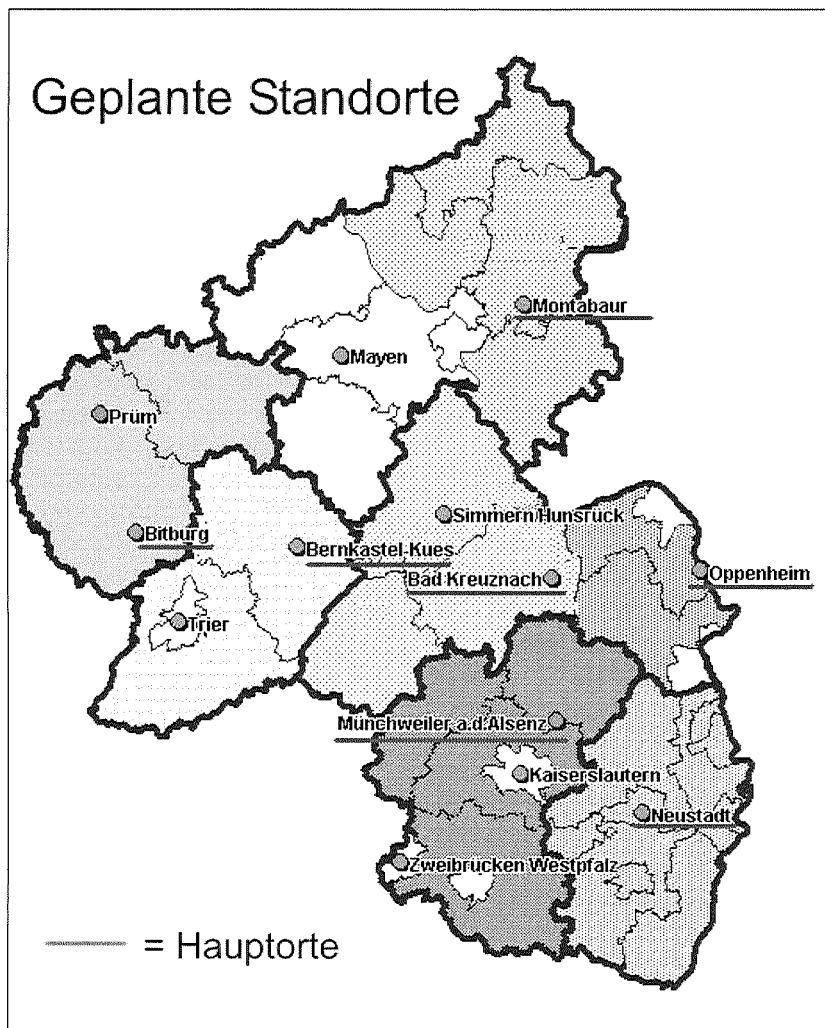 Geplante Standorte
Montabaur
Mayen
Prüm
Simmern Hunsrück
Bitburg
Bernkastel-Kues
Bad Kreuznach
Oppenheim
Trier
Münchweiler a.d.Alsenz
Kaiserslautern
Neustadt
Zweibrücken Westpfalz
= Hauptorte